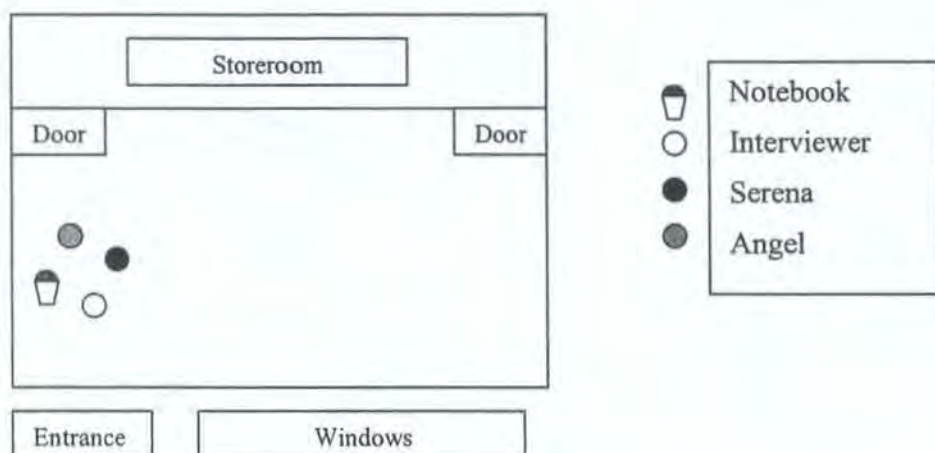 Storeroom
Door
Door
Notebook
Interviewer
Serena
Angel
Entrance
Windows